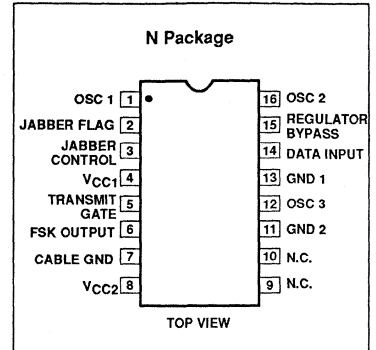 N Package
OSC 1 1
JABBER FLAG 2
JABBER
CONTROL 3
VCC1 4
TRANSMIT
GATE 5
FSK OUTPUT 6
CABLE GND 7
VCC2 8
16 OSC 2
15 REGULATOR
BYPASS
14 DATA INPUT
13 GND 1
12 OSC 3
11 GND 2
10 N.C.
9 N.C.
TOP VIEW